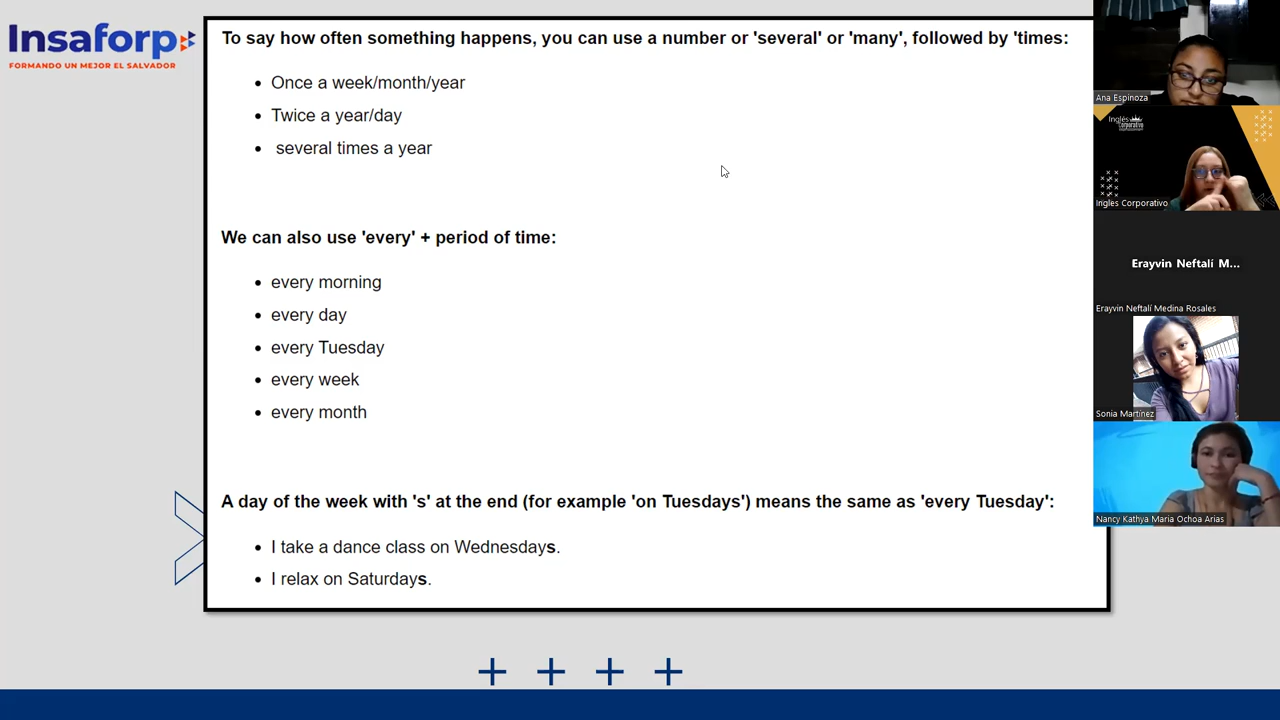 Insaforp
FORMANDO UN MEJOR EL SALVADOR
To say how often something happens, you can use a number or 'several' or 'many', followed by 'times:
Once a week/month/year
Twice a year/day
several times a year
We can also use 'every' + period of time:
every morning
every day
every Tuesday
every week
every month
A day of the week with 's' at the end (for example 'on Tuesdays') means the same as 'every Tuesday':
I take a dance class on Wednesdays.
I relax on Saturdays.
Ana Espinoza
Inglés
Corporativo
Ingles Corporativo
Erayvin Neftalí M...
Erayvin Neftalí Medina Rosales
Sonia Martínez
Nancy Kathya Maria Ochoa Arias